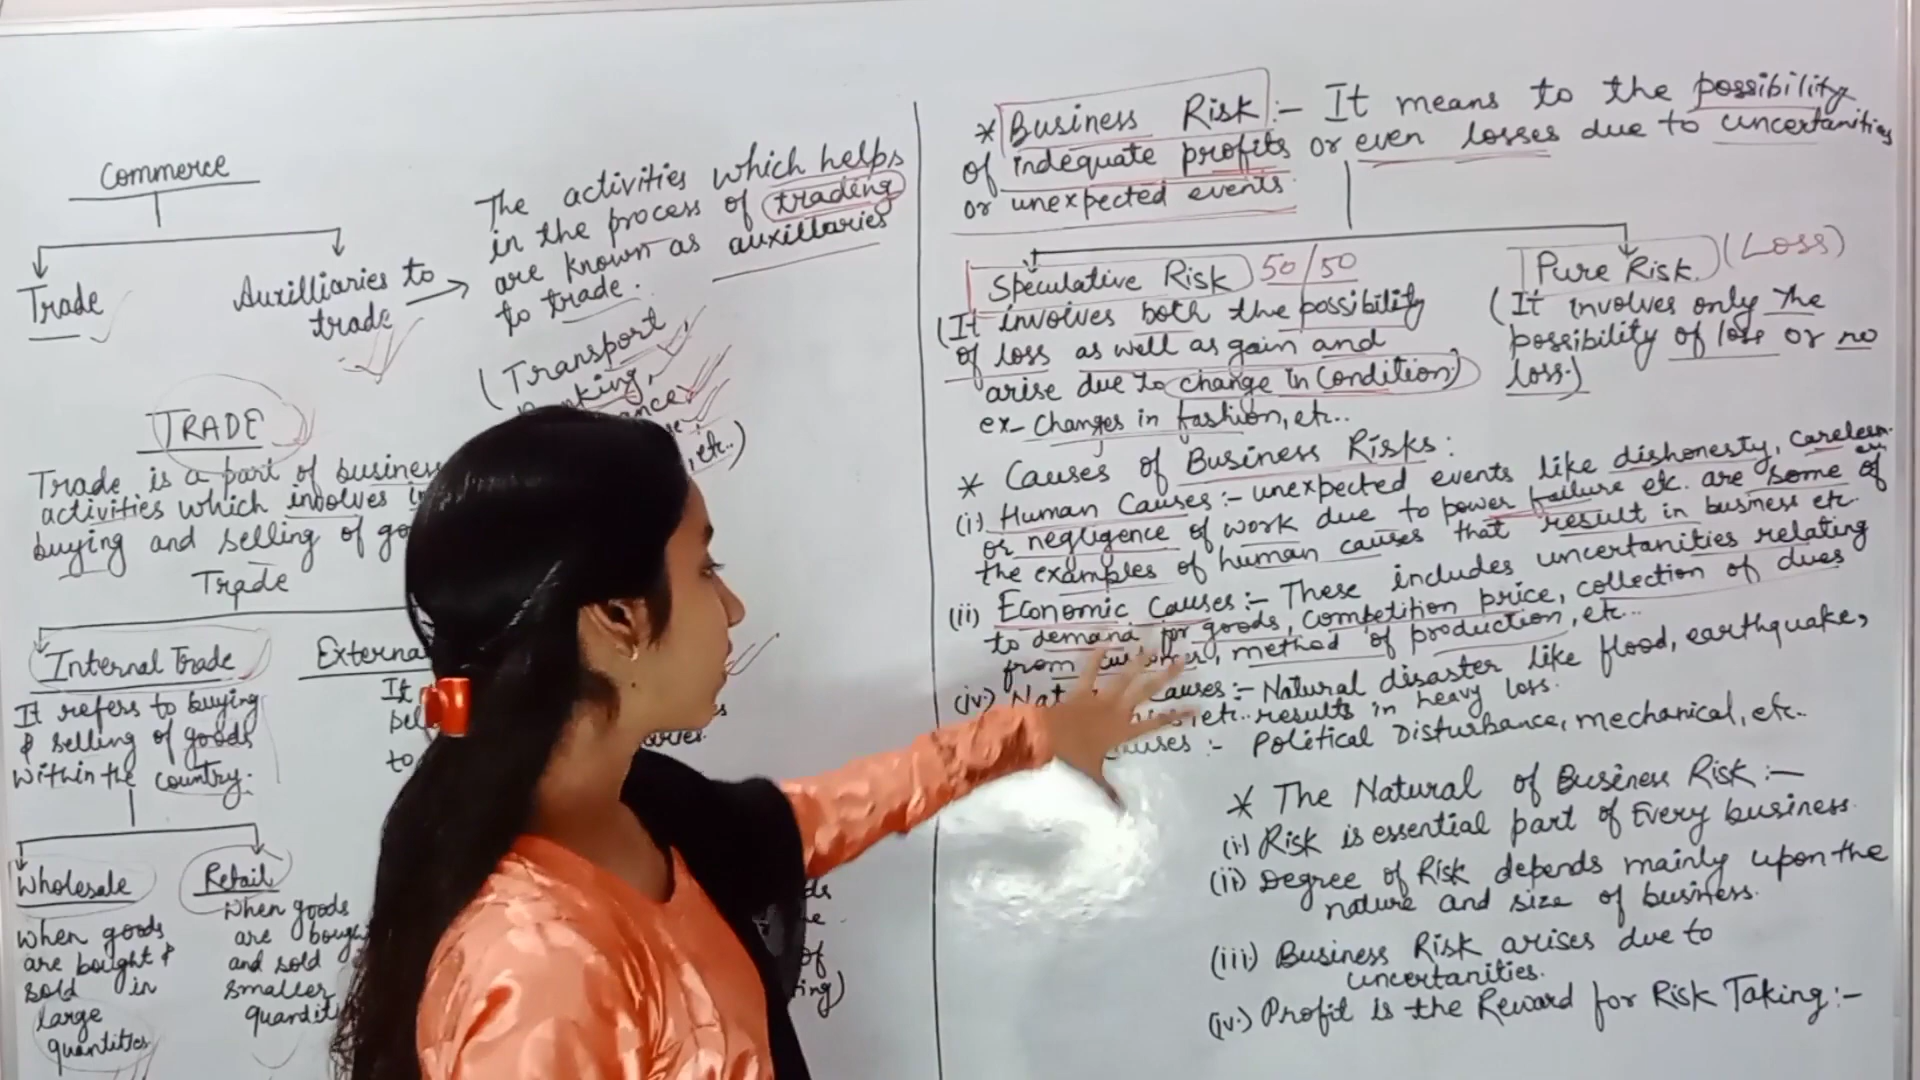 Commerce
Trade
Auxilliaries to
trade
The activities which helps
in the process of trading
are known as auxillaries
to trade.
(Transport,
etc..)
TRADE
Trade is a part of business
activities which involves
buying and selling of
Trade
Internal Trade
It refers to buying
& selling of goods
within the country.
It
to
Wholesale
When goods
are bought &
sold in
large
quantities
Retail
When goods
are
and sold
smaller
of
* Business Risk :- It means to the possibility
of indequate profits or even losses due to uncertanities
or unexpected events.
Speculative Risk 50/50
(It involves both the possibility
of loss as well as gain and
arise due to change in condition.)
ex- Changes in fashion, etc..
Pure Risk. (Loss)
(It involves only the
possibility of loss or no
loss.)
* Causes of Business Risks:
(i) Human Causes :- unexpected events like dishonesty,
or negligence of work due to power failure etc. are some of
the examples of human causes that result in busness etc.
(ii) Economic Causes :- These includes uncertanities relating
to demand for goods, competition price, collection of dues
from customer, method of production, etc...
(iv) Causes :- Natural disaster like flood, earthquake,
etc.. results in heavy loss.
:- Political Disturbance, mechanical, etc..
* The Natural of Business Risk :-
(i) Risk is essential part of Every business.
(ii) Degree of Risk depends mainly upon the
nature and size of business.
(iii) Business Risk arises due to
uncertanities.
(iv.) Profit is the Reward for Risk Taking :-